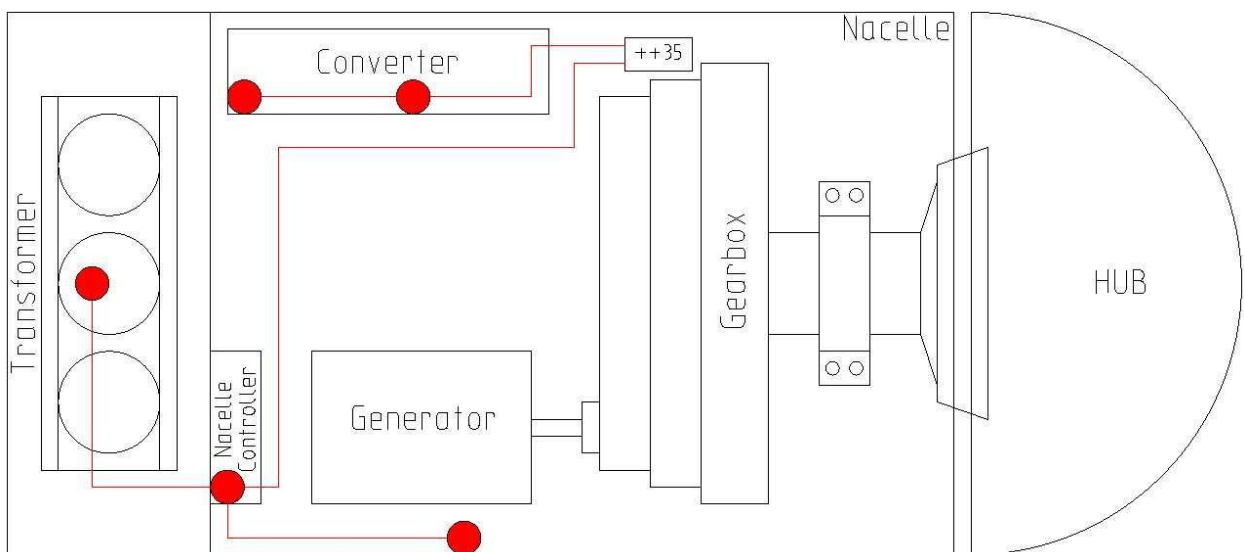 Nacelle
Converter
++35
Transformer
Gearbox
HUB
Nacelle
Controller
Generator